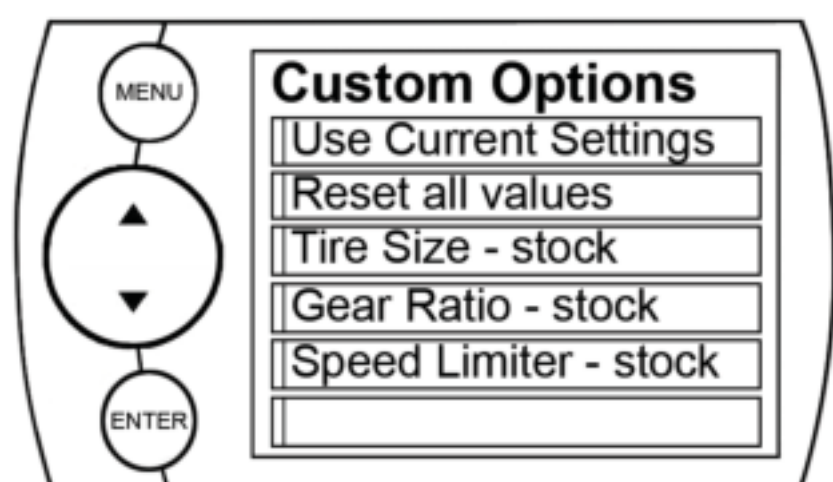 MENU
Custom Options
Use Current Settings
Reset all values
Tire Size - stock
Gear Ratio - stock
Speed Limiter - stock
ENTER